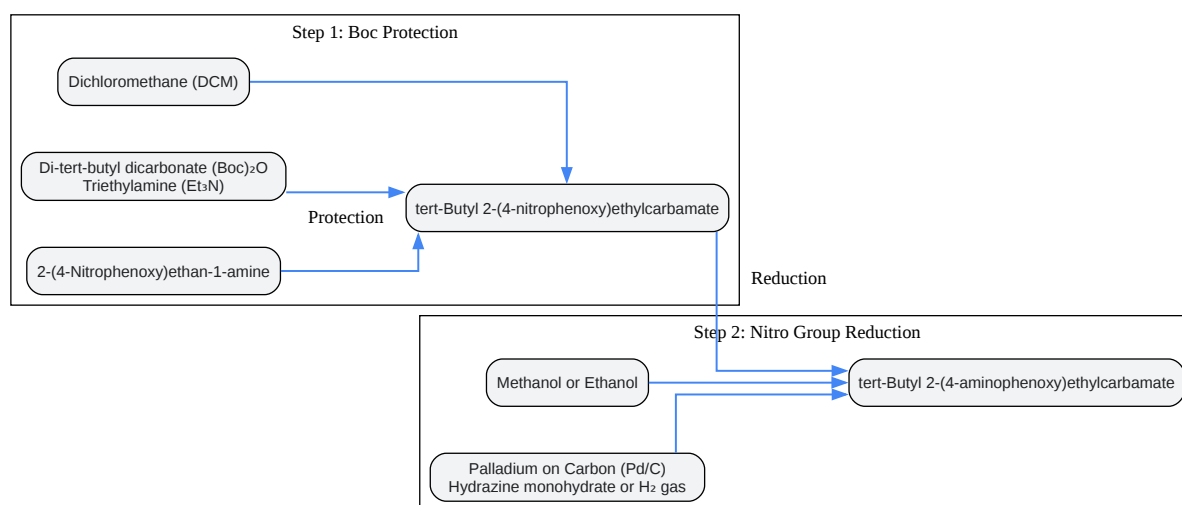 Step 1: Boc Protection
Dichloromethane (DCM)
Di-tert-butyl dicarbonate (Boc)₂O
Triethylamine (Et₃N)
Protection
tert-Butyl 2-(4-nitrophenoxy)ethylcarbamate
2-(4-Nitrophenoxy)ethan-1-amine
Reduction
Step 2: Nitro Group Reduction
Methanol or Ethanol
tert-Butyl 2-(4-aminophenoxy)ethylcarbamate
Palladium on Carbon (Pd/C)
Hydrazine monohydrate or H₂ gas